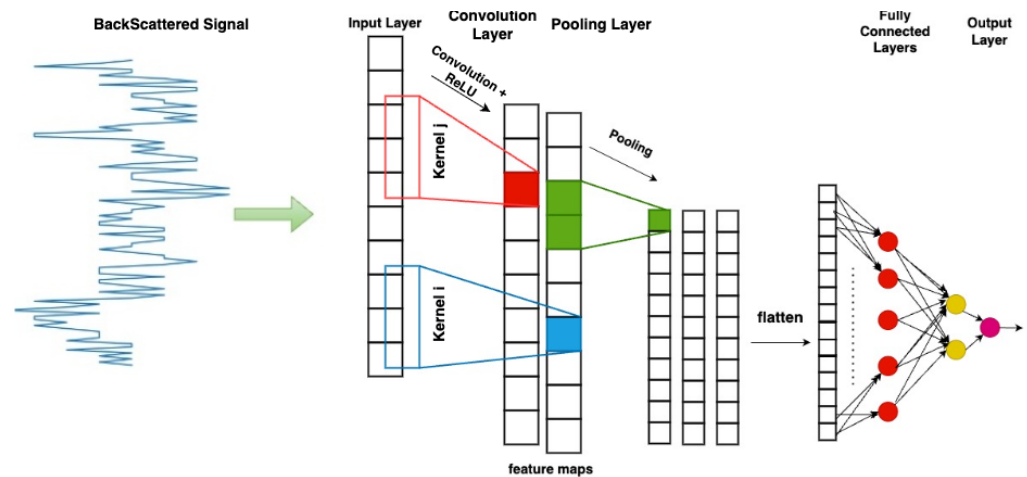 BackScattered Signal
Input Layer
Convolution
Layer
Pooling Layer
Fully
Connected
Layers
Output
Layer
Convolution +
ReLU
Kernel j
Pooling
Kernel i
flatten
feature maps